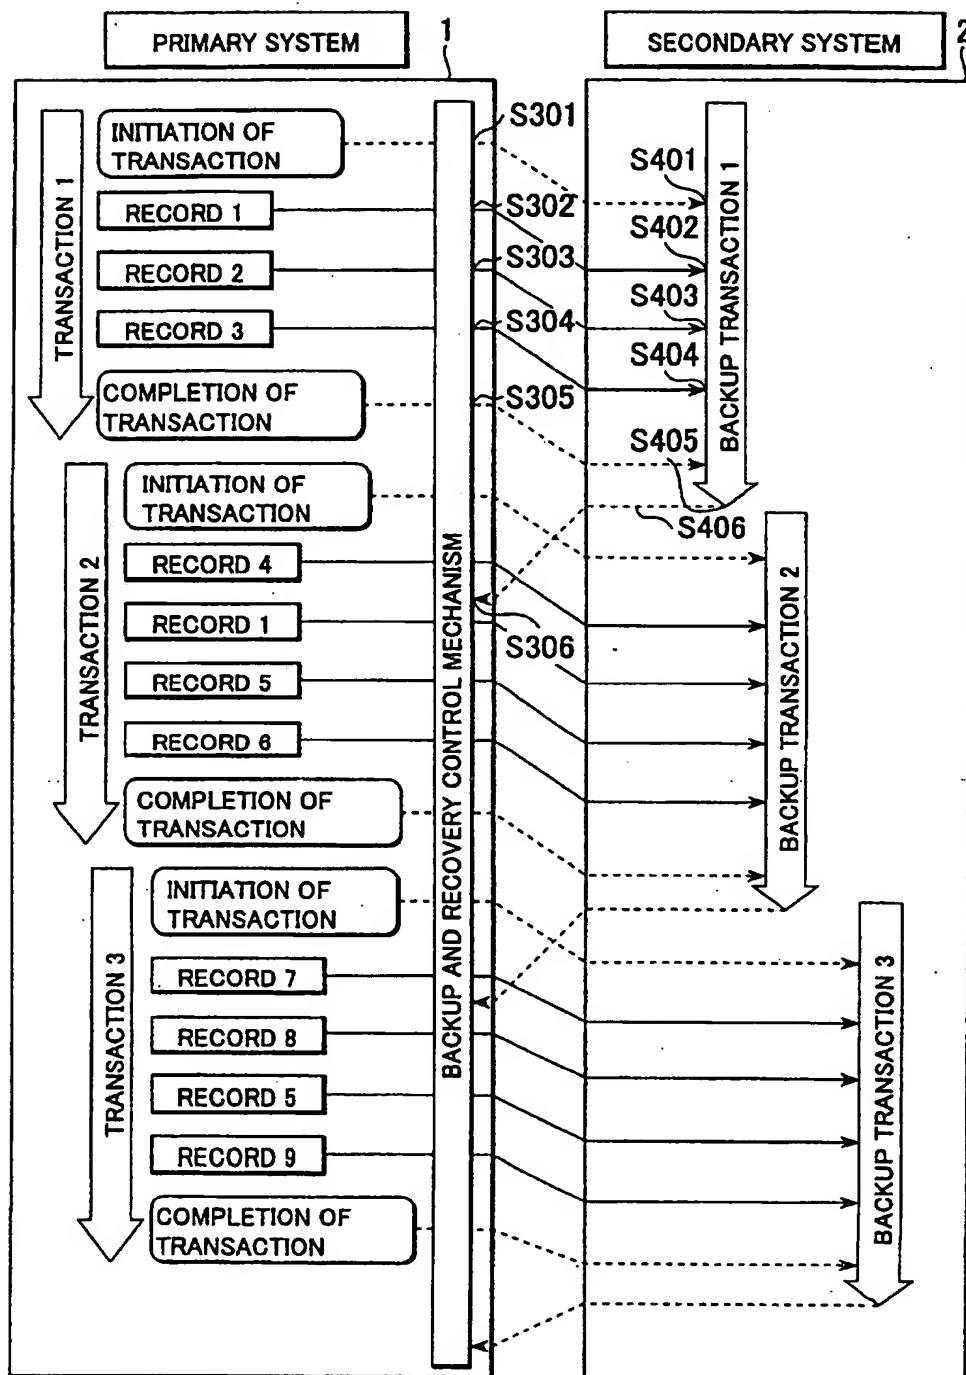 PRIMARY SYSTEM
1
SECONDARY SYSTEM
2
TRANSACTION 1
INITIATION OF
TRANSACTION
S301
RECORD 1
S302
RECORD 2
S303
RECORD 3
S304
COMPLETION OF
TRANSACTION
S305
S401
S402
S403
S404
S405
S406
BACKUP TRANSACTION 1
BACKUP AND RECOVERY CONTROL MECHANISM
TRANSACTION 2
INITIATION OF
TRANSACTION
RECORD 4
RECORD 1
S306
RECORD 5
RECORD 6
COMPLETION OF
TRANSACTION
BACKUP TRANSACTION 2
TRANSACTION 3
INITIATION OF
TRANSACTION
RECORD 7
RECORD 8
RECORD 5
RECORD 9
COMPLETION OF
TRANSACTION
BACKUP TRANSACTION 3